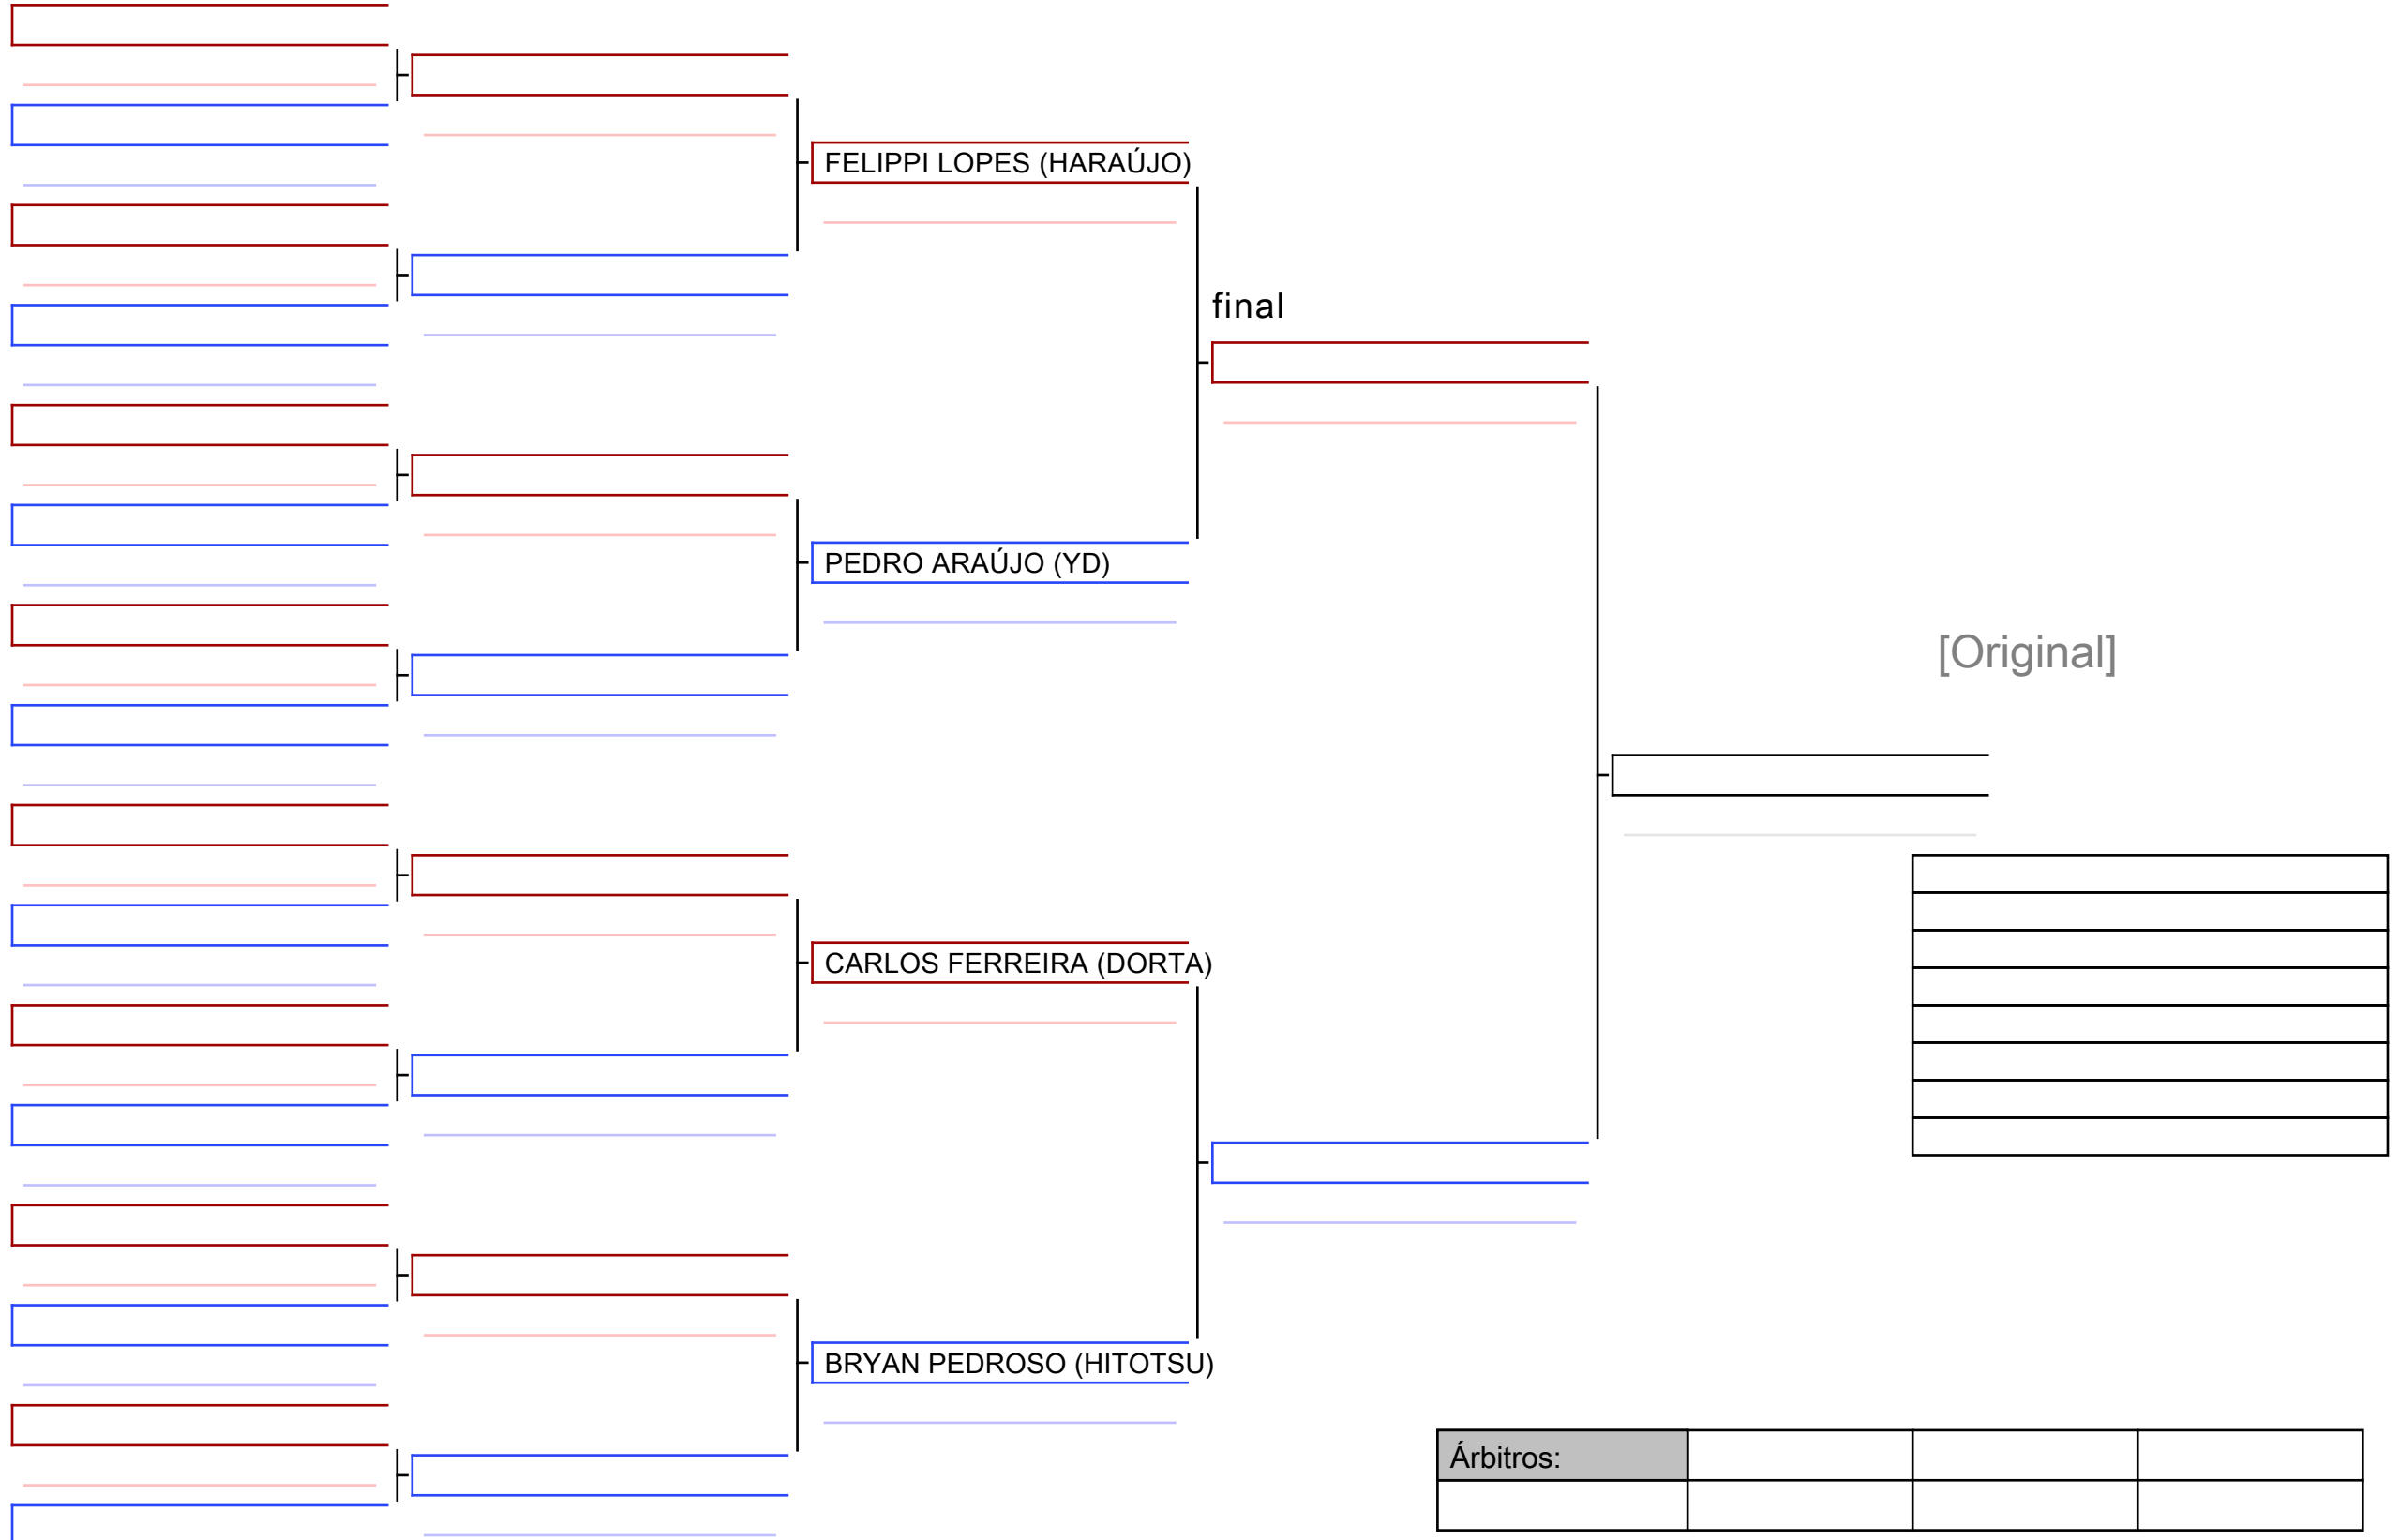 FELIPPI LOPES (HARAÚJO)
final
PEDRO ARAÚJO (YD)
[Original]
CARLOS FERREIRA (DORTA)
BRYAN PEDROSO (HITOTSU)
Árbitros: